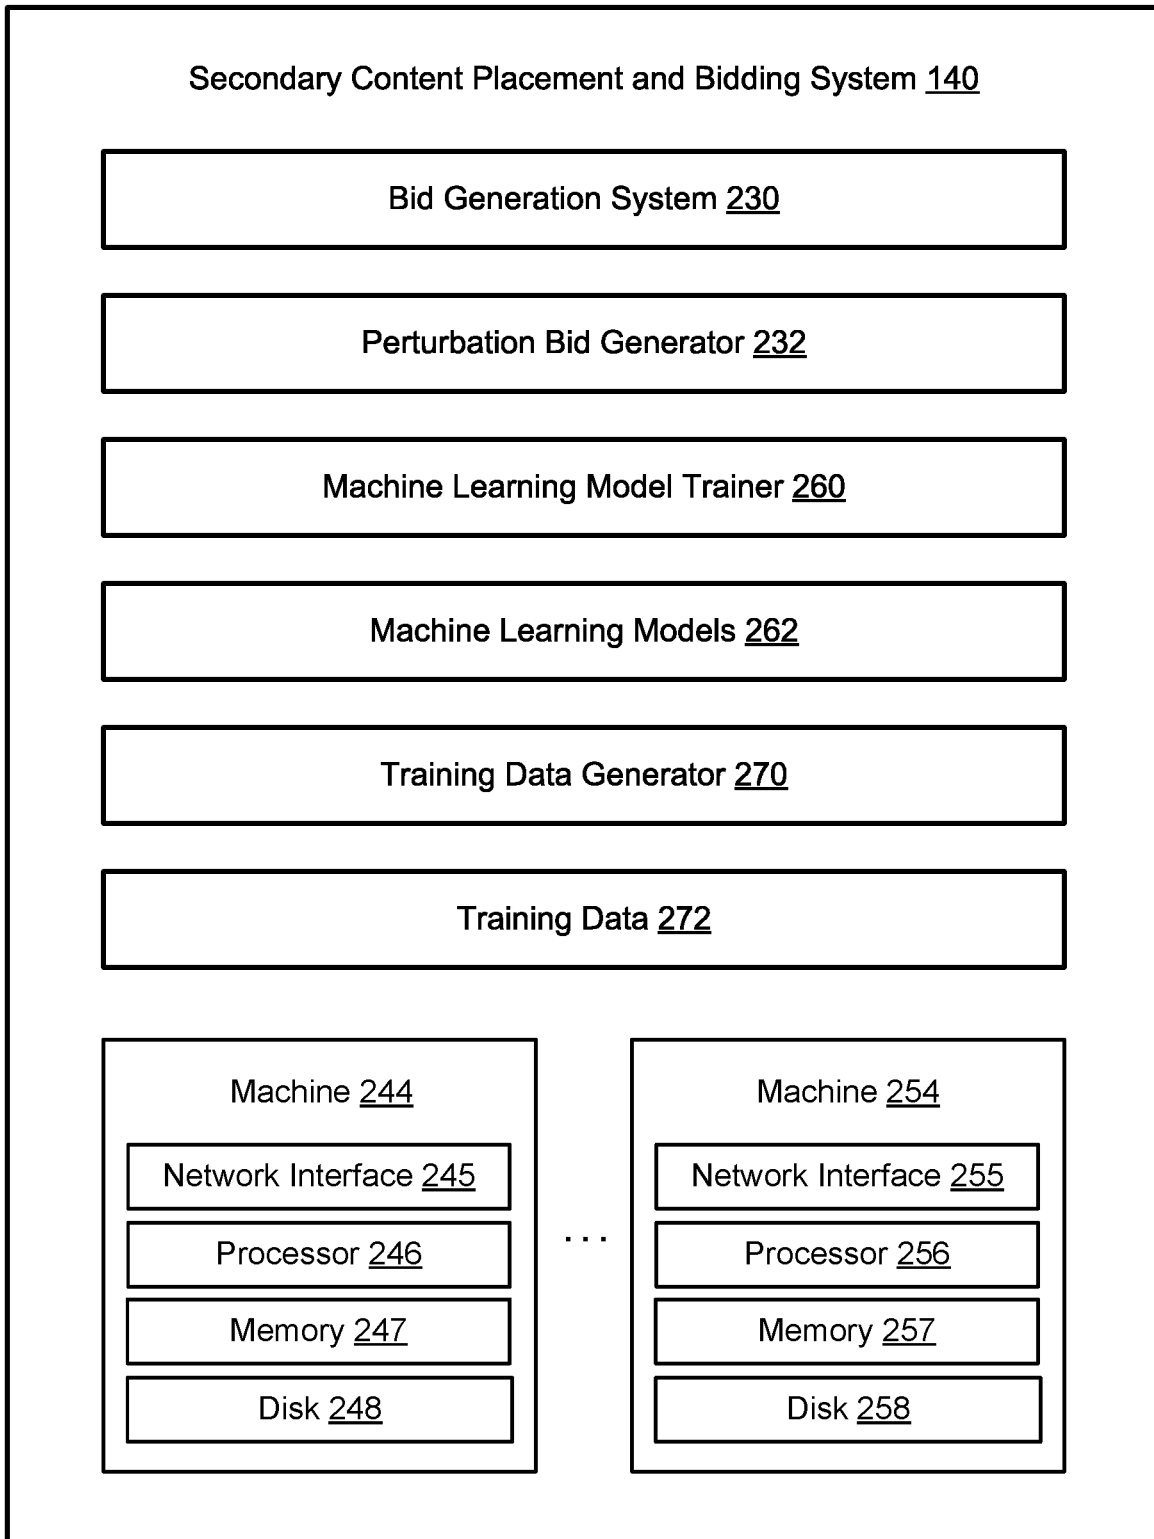 Secondary Content Placement and Bidding System 140
Bid Generation System 230
Perturbation Bid Generator 232
Machine Learning Model Trainer 260
Machine Learning Models 262
Training Data Generator 270
Training Data 272
Machine 244
Network Interface 245
Processor 246
Memory 247
Disk 248
...
Machine 254
Network Interface 255
Processor 256
Memory 257
Disk 258